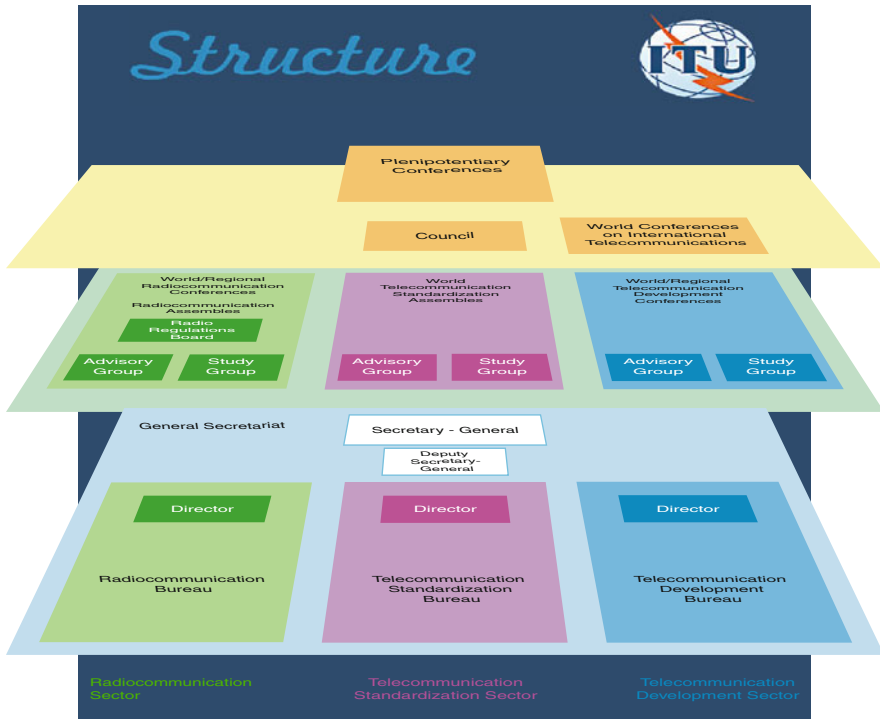 Structure
ITU
Plenipotentiary
Conferences
Council
World Conferences
on International
Telecommunications
World/Regional
Radiocommunication
Conferences
Radiocommunication
Assembles
Radio
Regulations
Board
Advisory
Group
Study
Group
World
Telecommunication
Standardization
Assembles
Advisory
Group
Study
Group
World/Regional
Telecommunication
Development
Conferences
Advisory
Group
Study
Group
General Secretariat
Secretary - General
Deputy
Secretary-
General
Director
Radiocommunication
Bureau
Director
Telecommunication
Standardization
Bureau
Director
Telecommunication
Development
Bureau
Radiocommunication
Sector
Telecommunication
Standardization Sector
Telecommunication
Development Sector